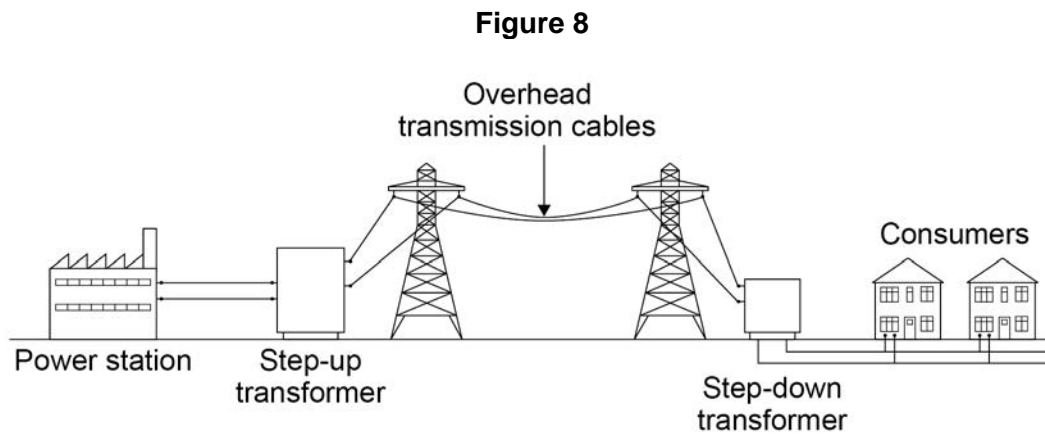 Figure 8
Overhead
transmission cables
Consumers
Power station
Step-up
transformer
Step-down
transformer